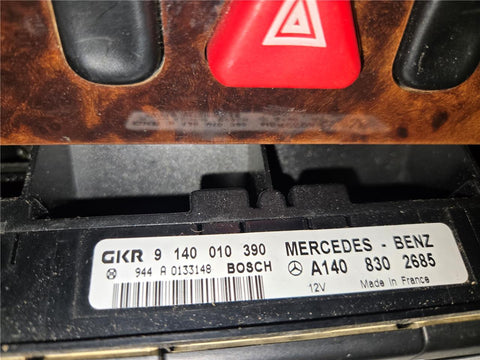 GKR 9 140 010 390 MERCEDES - BENZ
944 A 0133148 BOSCH A140 830 2685
12V Made in France